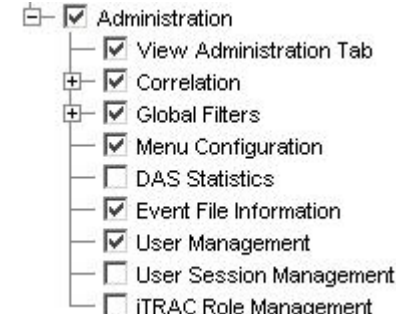 Administration
View Administration Tab
Correlation
Global Filters
Menu Configuration
DAS Statistics
Event File Information
User Management
User Session Management
iTRAC Role Management